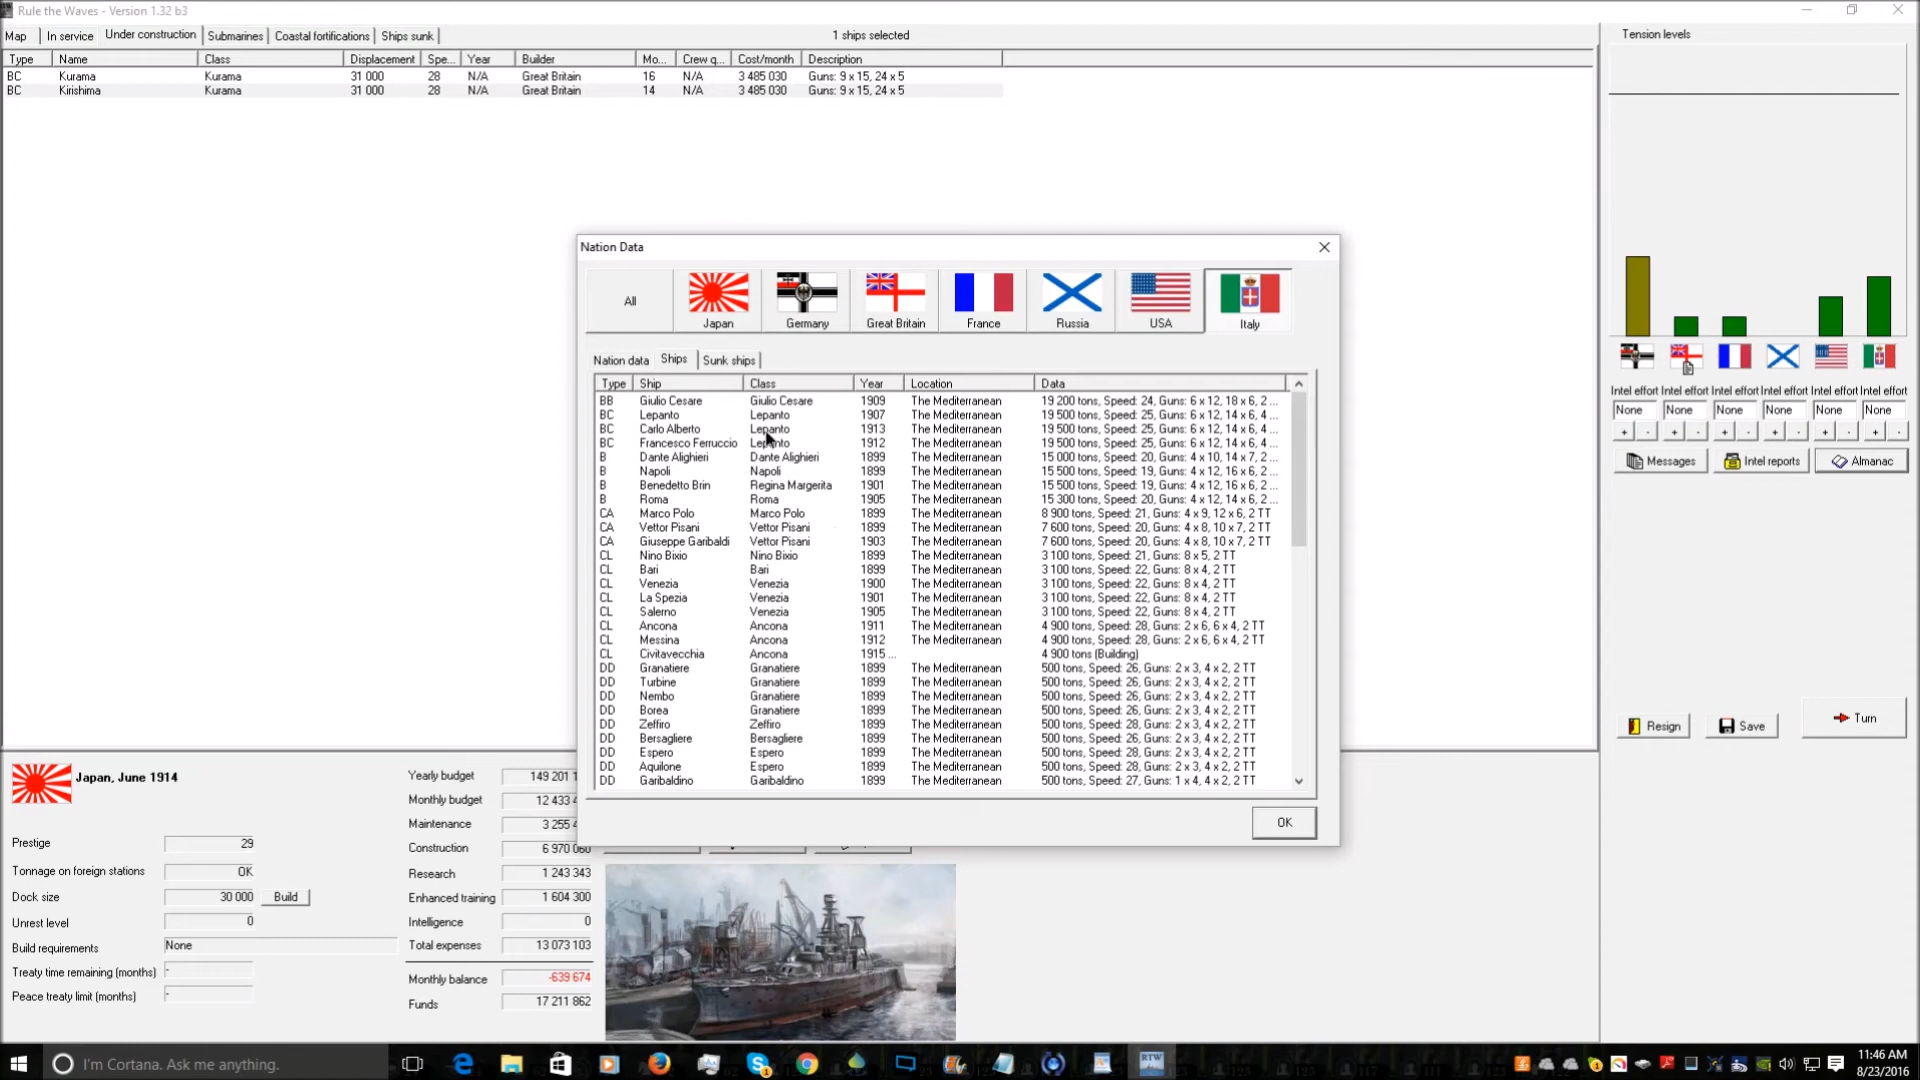 Rule the Waves - Version 1.32 b3
Map In service Under construction Submarines Coastal fortifications Ships sunk 1 ships selected
Type Name Class Displacement Spe... Year Builder Mo... Crew q... Cost/month Description
BC Kurama Kurama 31 000 28 N/A Great Britain 16 N/A 3 485 030 Guns: 9 x 15, 24 x 5
BC Kirishima Kurama 31 000 28 N/A Great Britain 14 N/A 3 485 030 Guns: 9 x 15, 24 x 5
Tension levels
Nation Data
All Japan Germany Great Britain France Russia USA Italy
Nation data Ships Sunk ships
Type Ship Class Year Location Data
BB Giulio Cesare Giulio Cesare 1909 The Mediterranean 19 200 tons, Speed: 24, Guns: 6 x 12, 18 x 6, 2 ...
BC Lepanto Lepanto 1907 The Mediterranean 19 500 tons, Speed: 25, Guns: 6 x 12, 14 x 6, 4 ...
BC Carlo Alberto Lepanto 1913 The Mediterranean 19 500 tons, Speed: 25, Guns: 6 x 12, 14 x 6, 4 ...
BC Francesco Ferruccio Lepanto 1912 The Mediterranean 19 500 tons, Speed: 25, Guns: 6 x 12, 14 x 6, 4 ...
B Dante Alighieri Dante Alighieri 1899 The Mediterranean 15 000 tons, Speed: 20, Guns: 4 x 10, 14 x 7, 2 ...
B Napoli Napoli 1899 The Mediterranean 15 500 tons, Speed: 19, Guns: 4 x 12, 16 x 6, 2 ...
B Benedetto Brin Regina Margerita 1901 The Mediterranean 15 500 tons, Speed: 19, Guns: 4 x 12, 16 x 6, 2 ...
B Roma Roma 1905 The Mediterranean 15 300 tons, Speed: 20, Guns: 4 x 12, 14 x 6, 2 ...
CA Marco Polo Marco Polo 1899 The Mediterranean 8 900 tons, Speed: 21, Guns: 4 x 9, 12 x 6, 2 TT
CA Vettor Pisani Vettor Pisani 1899 The Mediterranean 7 600 tons, Speed: 20, Guns: 4 x 8, 10 x 7, 2 TT
CA Giuseppe Garibaldi Vettor Pisani 1903 The Mediterranean 7 600 tons, Speed: 20, Guns: 4 x 8, 10 x 7, 2 TT
CL Nino Bixio Nino Bixio 1899 The Mediterranean 3 100 tons, Speed: 21, Guns: 8 x 5, 2 TT
CL Bari Bari 1899 The Mediterranean 3 100 tons, Speed: 22, Guns: 8 x 4, 2 TT
CL Venezia Venezia 1900 The Mediterranean 3 100 tons, Speed: 22, Guns: 8 x 4, 2 TT
CL La Spezia Venezia 1901 The Mediterranean 3 100 tons, Speed: 22, Guns: 8 x 4, 2 TT
CL Salerno Venezia 1905 The Mediterranean 3 100 tons, Speed: 22, Guns: 8 x 4, 2 TT
CL Ancona Ancona 1911 The Mediterranean 4 900 tons, Speed: 28, Guns: 2 x 6, 6 x 4, 2 TT
CL Messina Ancona 1912 The Mediterranean 4 900 tons, Speed: 28, Guns: 2 x 6, 6 x 4, 2 TT
CL Civitavecchia Ancona 1915 ... 4 900 tons (Building)
DD Granatiere Granatiere 1899 The Mediterranean 500 tons, Speed: 26, Guns: 2 x 3, 4 x 2, 2 TT
DD Turbine Granatiere 1899 The Mediterranean 500 tons, Speed: 26, Guns: 2 x 3, 4 x 2, 2 TT
DD Nembo Granatiere 1899 The Mediterranean 500 tons, Speed: 26, Guns: 2 x 3, 4 x 2, 2 TT
DD Borea Granatiere 1899 The Mediterranean 500 tons, Speed: 26, Guns: 2 x 3, 4 x 2, 2 TT
DD Zeffiro Zeffiro 1899 The Mediterranean 500 tons, Speed: 28, Guns: 2 x 3, 4 x 2, 2 TT
DD Bersagliere Bersagliere 1899 The Mediterranean 500 tons, Speed: 26, Guns: 2 x 3, 4 x 2, 2 TT
DD Espero Espero 1899 The Mediterranean 500 tons, Speed: 28, Guns: 2 x 3, 4 x 2, 2 TT
DD Aquilone Espero 1899 The Mediterranean 500 tons, Speed: 28, Guns: 2 x 3, 4 x 2, 2 TT
DD Garibaldino Garibaldino 1899 The Mediterranean 500 tons, Speed: 27, Guns: 1 x 4, 4 x 2, 2 TT
OK
Intel effort Intel effort Intel effort Intel effort Intel effort Intel effort
None None None None None None
+ - + - + - + - + - + -
Messages Intel reports Almanac
Resign Save Turn
Japan, June 1914
Prestige 29
Tonnage on foreign stations OK
Dock size 30 000 Build
Unrest level 0
Build requirements None
Treaty time remaining (months) -
Peace treaty limit (months) -
Yearly budget 149 201
Monthly budget 12 433
Maintenance 3 255
Construction 6 970 060
Research 1 243 343
Enhanced training 1 604 300
Intelligence 0
Total expenses 13 073 103
Monthly balance -639 674
Funds 17 211 862
I'm Cortana. Ask me anything.
RTW
11:46 AM
8/23/2016